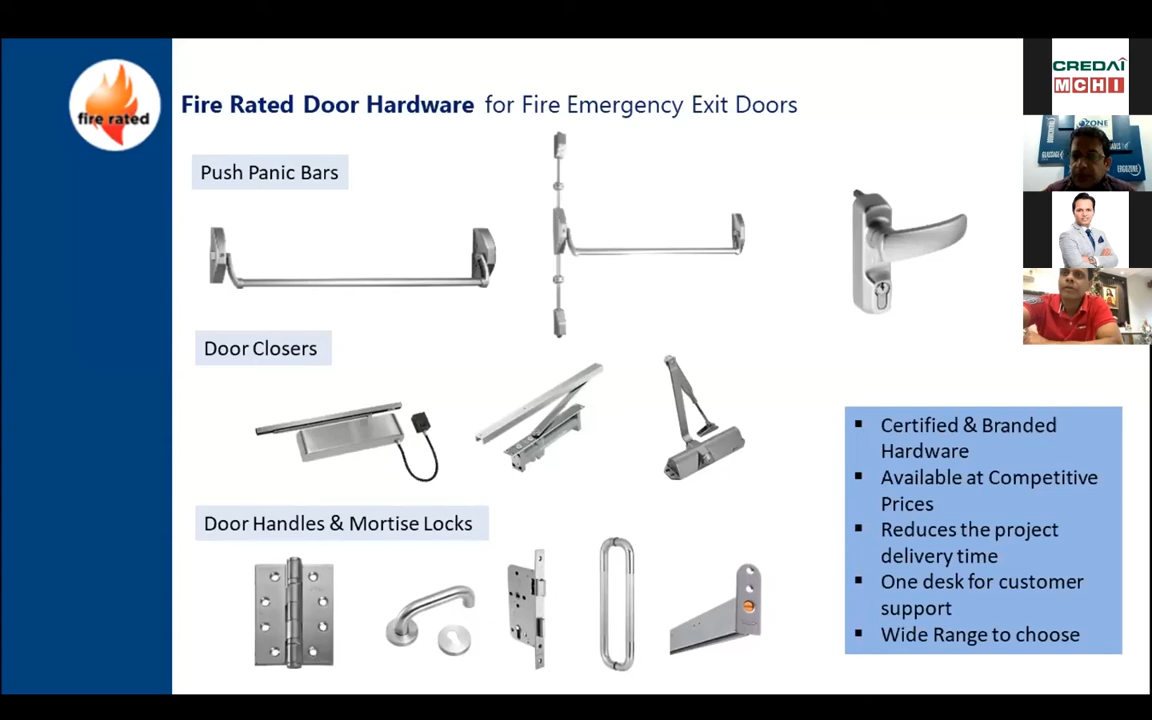 fire rated
Fire Rated Door Hardware for Fire Emergency Exit Doors
Push Panic Bars
Door Closers
Door Handles & Mortise Locks
▪ Certified & Branded
Hardware
▪ Available at Competitive
Prices
▪ Reduces the project
delivery time
▪ One desk for customer
support
▪ Wide Range to choose
CREDAI
MCHI
OZONE